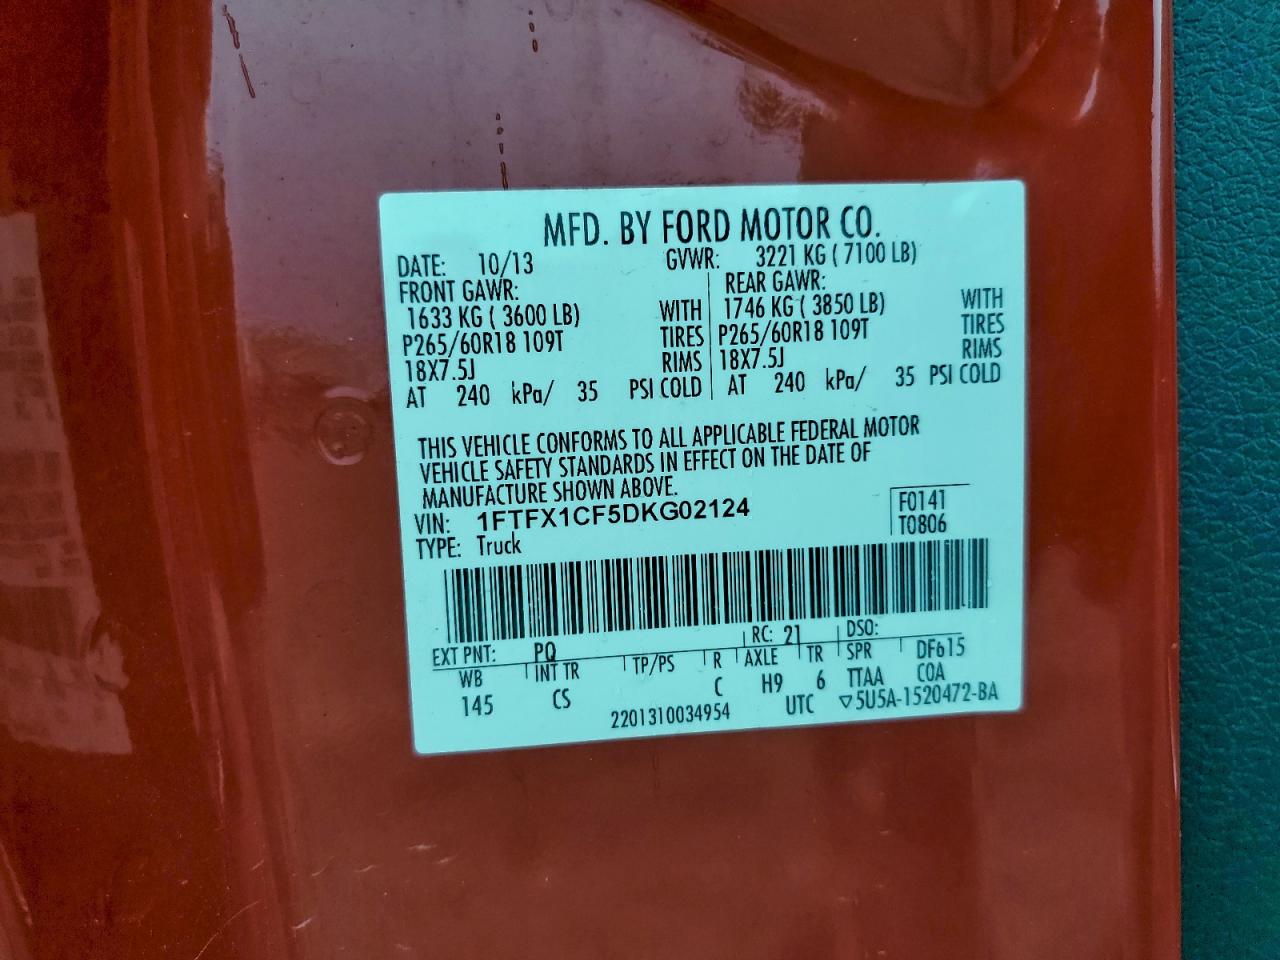 MFD. BY FORD MOTOR CO.
DATE: 10/13 GVWR: 3221 KG ( 7100 LB)
FRONT GAWR: REAR GAWR:
1633 KG ( 3600 LB) WITH 1746 KG ( 3850 LB) WITH
P265/60R18 109T TIRES P265/60R18 109T TIRES
18X7.5J RIMS 18X7.5J RIMS
AT 240 kPa/ 35 PSI COLD AT 240 kPa/ 35 PSI COLD
THIS VEHICLE CONFORMS TO ALL APPLICABLE FEDERAL MOTOR
VEHICLE SAFETY STANDARDS IN EFFECT ON THE DATE OF
MANUFACTURE SHOWN ABOVE.
VIN: 1FTFX1CF5DKG02124 F0141
TYPE: Truck T0806
EXT PNT: PQ RC: 21 DSO:
WB INT TR TP/PS R AXLE TR SPR DF615
145 CS C H9 6 TTAA COA
2201310034954 UTC ▽5U5A-1520472-BA